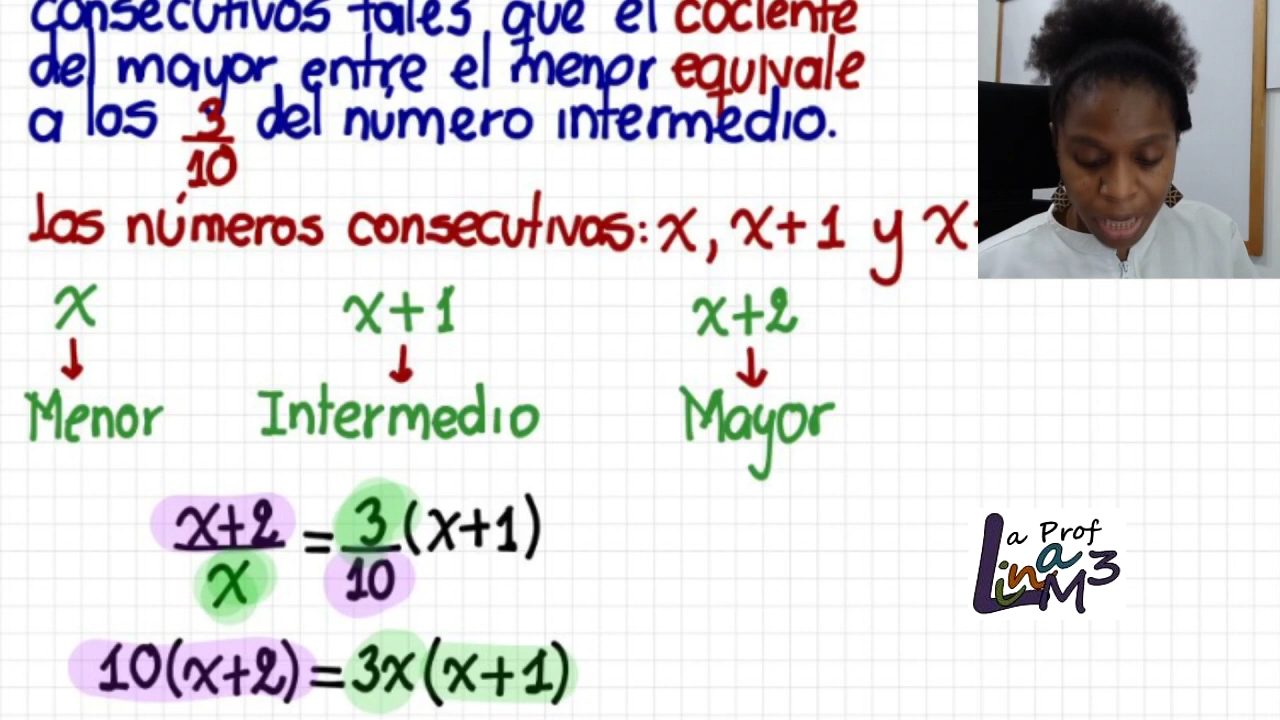 consecutivos tales que el cociente
del mayor entre el menor equivale
a los 3/10 del número intermedio.
Los números consecutivos: x, x+1 y x
x x+1 x+2
↓ ↓ ↓
Menor Intermedio Mayor
x+2/x = 3/10 (x+1)
10(x+2) = 3x(x+1)
La Prof
Lina M3